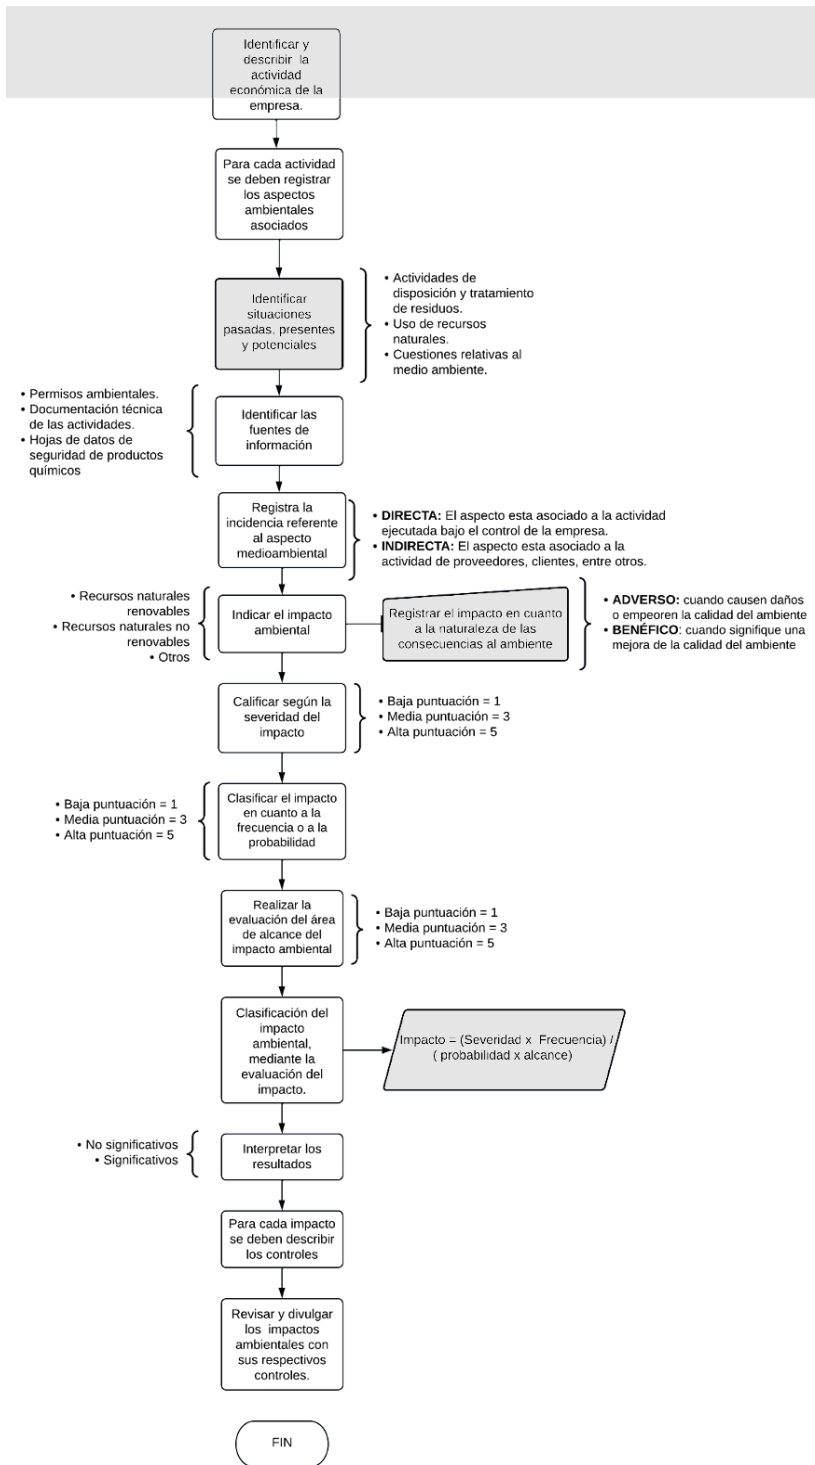 Identificar y
describir la
actividad
económica de la
empresa.
Para cada actividad
se deben registrar
los aspectos
ambientales
asociados
Identificar
situaciones
pasadas, presentes
y potenciales
• Actividades de
disposición y tratamiento
de residuos.
• Uso de recursos
naturales.
• Cuestiones relativas al
medio ambiente.
• Permisos ambientales.
• Documentación técnica
de las actividades.
• Hojas de datos de
seguridad de productos
químicos
Identificar las
fuentes de
información
Registra la
incidencia referente
al aspecto
medioambiental
• DIRECTA: El aspecto esta asociado a la actividad
ejecutada bajo el control de la empresa.
• INDIRECTA: El aspecto esta asociado a la
actividad de proveedores, clientes, entre otros.
• Recursos naturales
renovables
• Recursos naturales no
renovables
• Otros
Indicar el impacto
ambiental
Registrar el impacto en cuanto
a la naturaleza de las
consecuencias al ambiente
• ADVERSO: cuando causen daños
o empeoren la calidad del ambiente
• BENÉFICO: cuando signifique una
mejora de la calidad del ambiente
Calificar según la
severidad del
impacto
• Baja puntuación = 1
• Media puntuación = 3
• Alta puntuación = 5
• Baja puntuación = 1
• Media puntuación = 3
• Alta puntuación = 5
Clasificar el impacto
en cuanto a la
frecuencia o a la
probabilidad
Realizar la
evaluación del área
de alcance del
impacto ambiental
• Baja puntuación = 1
• Media puntuación = 3
• Alta puntuación = 5
Clasificación del
impacto
ambiental,
mediante la
evaluación del
impacto.
Impacto = (Severidad x Frecuencia) /
( probabilidad x alcance)
• No significativos
• Significativos
Interpretar los
resultados
Para cada impacto
se deben describir
los controles
Revisar y divulgar
los impactos
ambientales con
sus respectivos
controles.
FIN